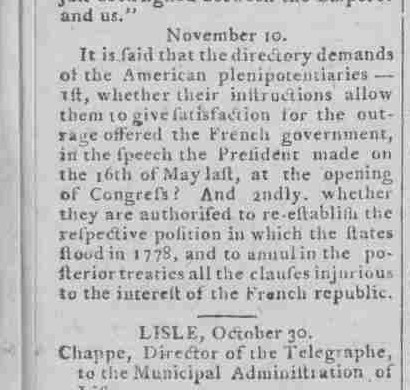 and us."
November 10.
It is ſaid that the directory demands
of the American plenipotentiaries —
1ſt, whether their inſtructions allow
them to give ſatisfaction for the out-
rage offered the French government,
in the ſpeech the Preſident made on
the 16th of May laſt, at the opening
of Congreſs? And 2ndly. whether
they are authoriſed to re-eſtabliſh the
reſpective poſition in which the ſtates
ſtood in 1778, and to annul in the po-
ſterior treaties all the clauſes injurious
to the intereſt of the French republic.
LISLE, October 30.
Chappe, Director of the Telegraphe,
to the Municipal Adminiſtration of